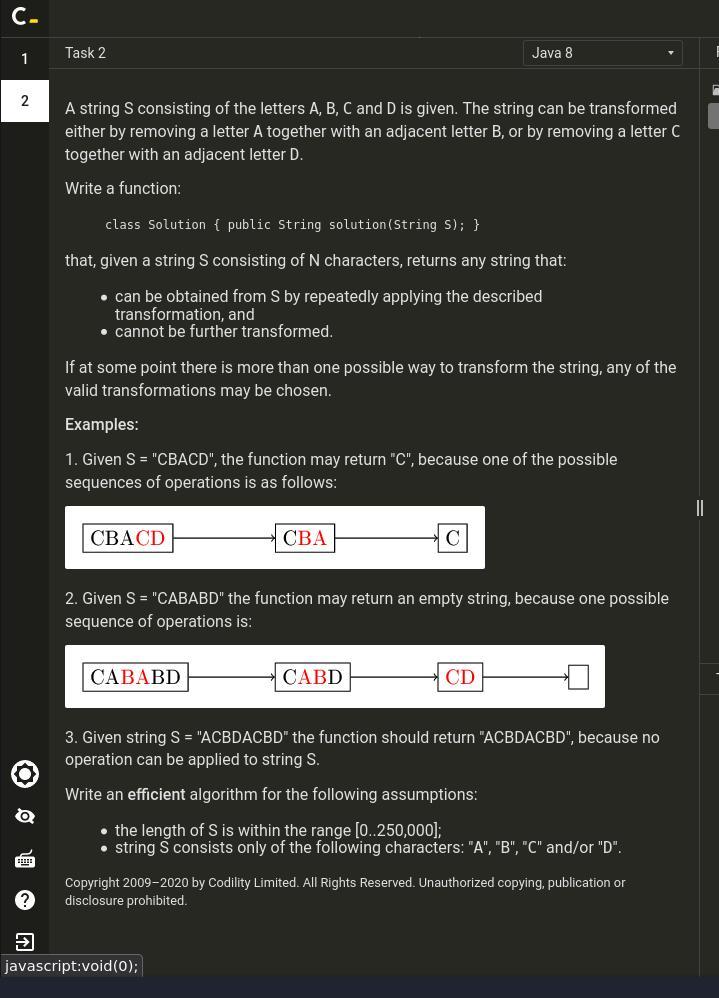 C_
1
Task 2
Java 8
2
A string S consisting of the letters A, B, C and D is given. The string can be transformed
either by removing a letter A together with an adjacent letter B, or by removing a letter C
together with an adjacent letter D.
Write a function:
class Solution { public String solution(String S); }
that, given a string S consisting of N characters, returns any string that:
• can be obtained from S by repeatedly applying the described
transformation, and
• cannot be further transformed.
If at some point there is more than one possible way to transform the string, any of the
valid transformations may be chosen.
Examples:
1. Given S = "CBACD", the function may return "C", because one of the possible
sequences of operations is as follows:
CBACD CBA C
2. Given S = "CABABD" the function may return an empty string, because one possible
sequence of operations is:
CABABD CABD CD
3. Given string S = "ACBDACBD" the function should return "ACBDACBD", because no
operation can be applied to string S.
Write an efficient algorithm for the following assumptions:
• the length of S is within the range [0..250,000];
• string S consists only of the following characters: "A", "B", "C" and/or "D".
Copyright 2009–2020 by Codility Limited. All Rights Reserved. Unauthorized copying, publication or
disclosure prohibited.
javascript:void(0);